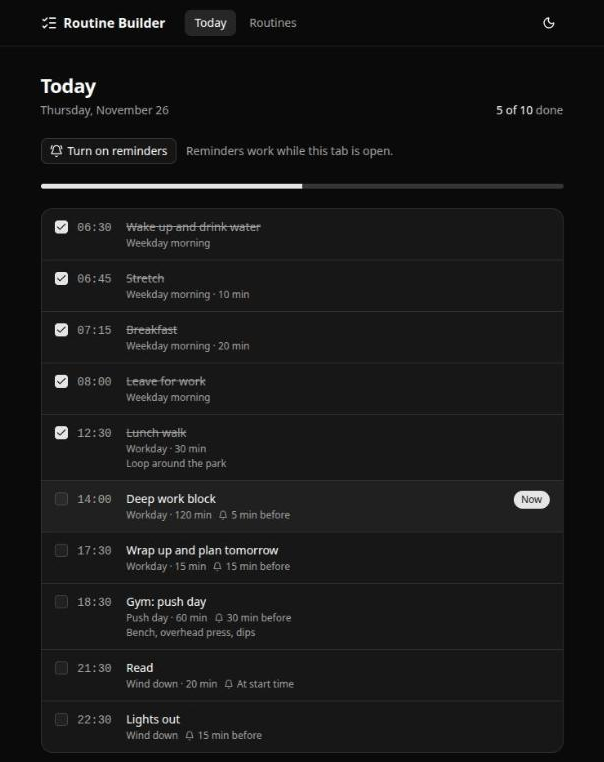 Routine Builder Today Routines
Today
Thursday, November 26 5 of 10 done
Turn on reminders Reminders work while this tab is open.
06:30 Wake up and drink water
Weekday morning
06:45 Stretch
Weekday morning · 10 min
07:15 Breakfast
Weekday morning · 20 min
08:00 Leave for work
Weekday morning
12:30 Lunch walk
Workday · 30 min
Loop around the park
14:00 Deep work block Now
Workday · 120 min 5 min before
17:30 Wrap up and plan tomorrow
Workday · 15 min 15 min before
18:30 Gym: push day
Push day · 60 min 30 min before
Bench, overhead press, dips
21:30 Read
Wind down · 20 min At start time
22:30 Lights out
Wind down 15 min before